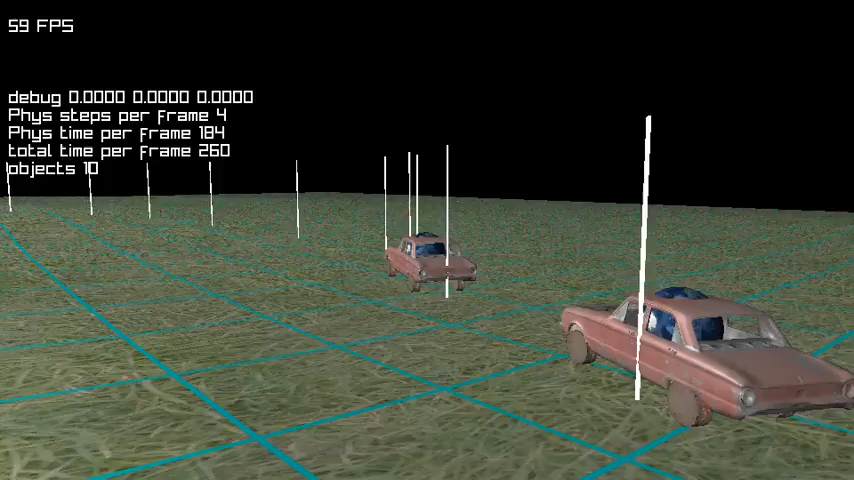 59 FPS
debug 0.0000 0.0000 0.0000
Phys steps per frame 4
Phys time per frame 184
total time per frame 260
objects 10